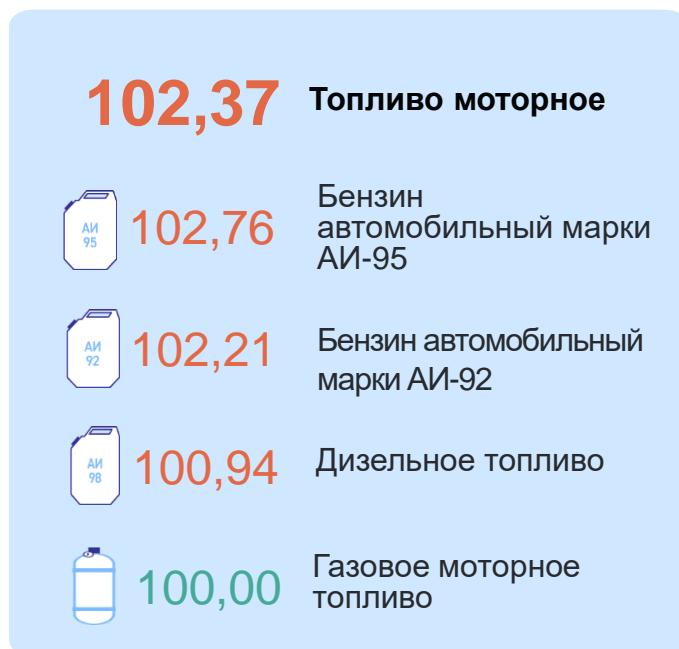 102,37 Топливо моторное
АИ
95
102,76
Бензин
автомобильный марки
АИ-95
АИ
92
102,21
Бензин автомобильный
марки АИ-92
АИ
98
100,94
Дизельное топливо
100,00
Газовое моторное
топливо